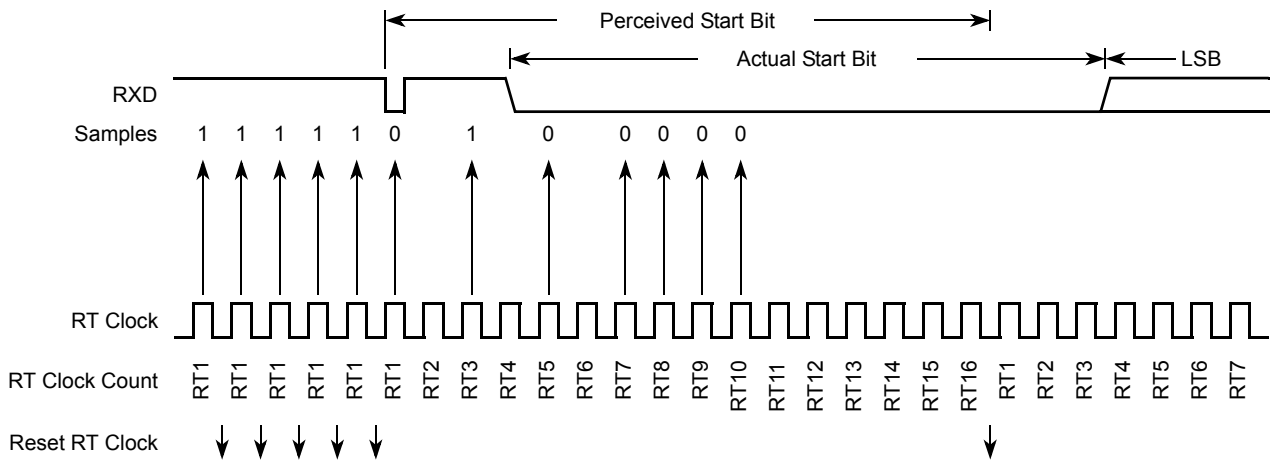 Perceived Start Bit
Actual Start Bit
LSB
RXD
Samples 1 1 1 1 1 0 1 0 0 0 0 0
RT Clock
RT Clock Count RT1 RT1 RT1 RT1 RT1 RT1 RT2 RT3 RT4 RT5 RT6 RT7 RT8 RT9 RT10 RT11 RT12 RT13 RT14 RT15 RT16 RT1 RT2 RT3 RT4 RT5 RT6 RT7
Reset RT Clock